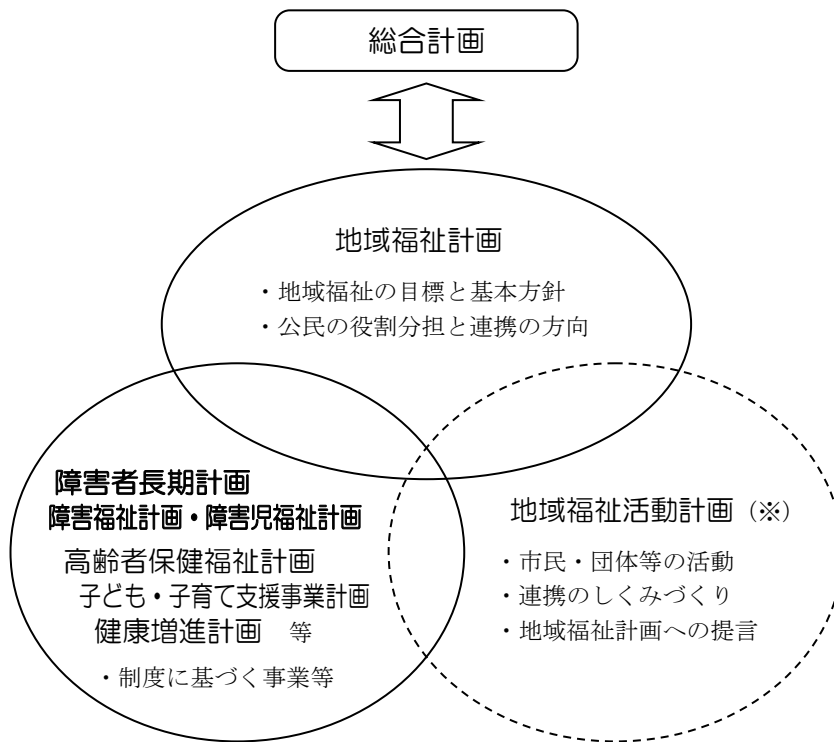 総合計画
地域福祉計画
・地域福祉の目標と基本方針
・公民の役割分担と連携の方向
障害者長期計画
障害福祉計画・障害児福祉計画
高齢者保健福祉計画
子ども・子育て支援事業計画
健康増進計画 等
・制度に基づく事業等
地域福祉活動計画（※）
・市民・団体等の活動
・連携のしくみづくり
・地域福祉計画への提言